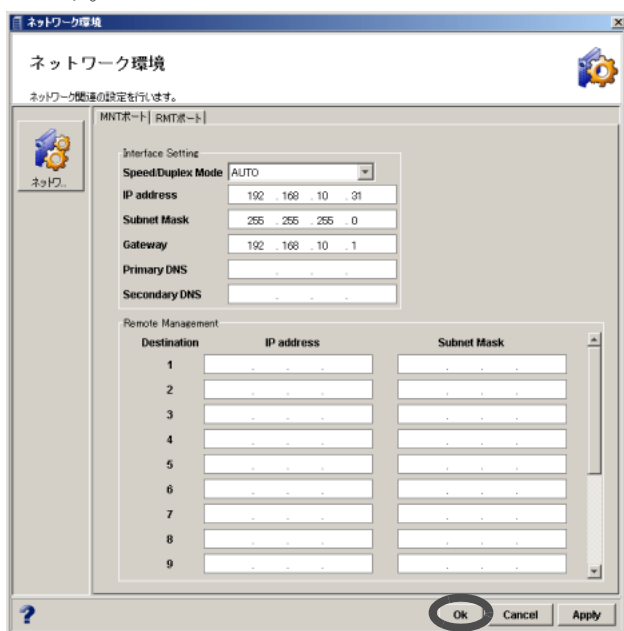 ネットワーク環境
ネットワーク環境
ネットワーク関連の設定を行います。
ネットワ..
MNTポート RMTポート
Interface Setting
Speed/Duplex Mode AUTO
IP address 192 . 168 . 10 . 31
Subnet Mask 255 . 255 . 255 . 0
Gateway 192 . 168 . 10 . 1
Primary DNS . . .
Secondary DNS . . .
Remote Management
Destination IP address Subnet Mask
1 . . . . . .
2 . . . . . .
3 . . . . . .
4 . . . . . .
5 . . . . . .
6 . . . . . .
7 . . . . . .
8 . . . . . .
9 . . . . . .
? Ok Cancel Apply